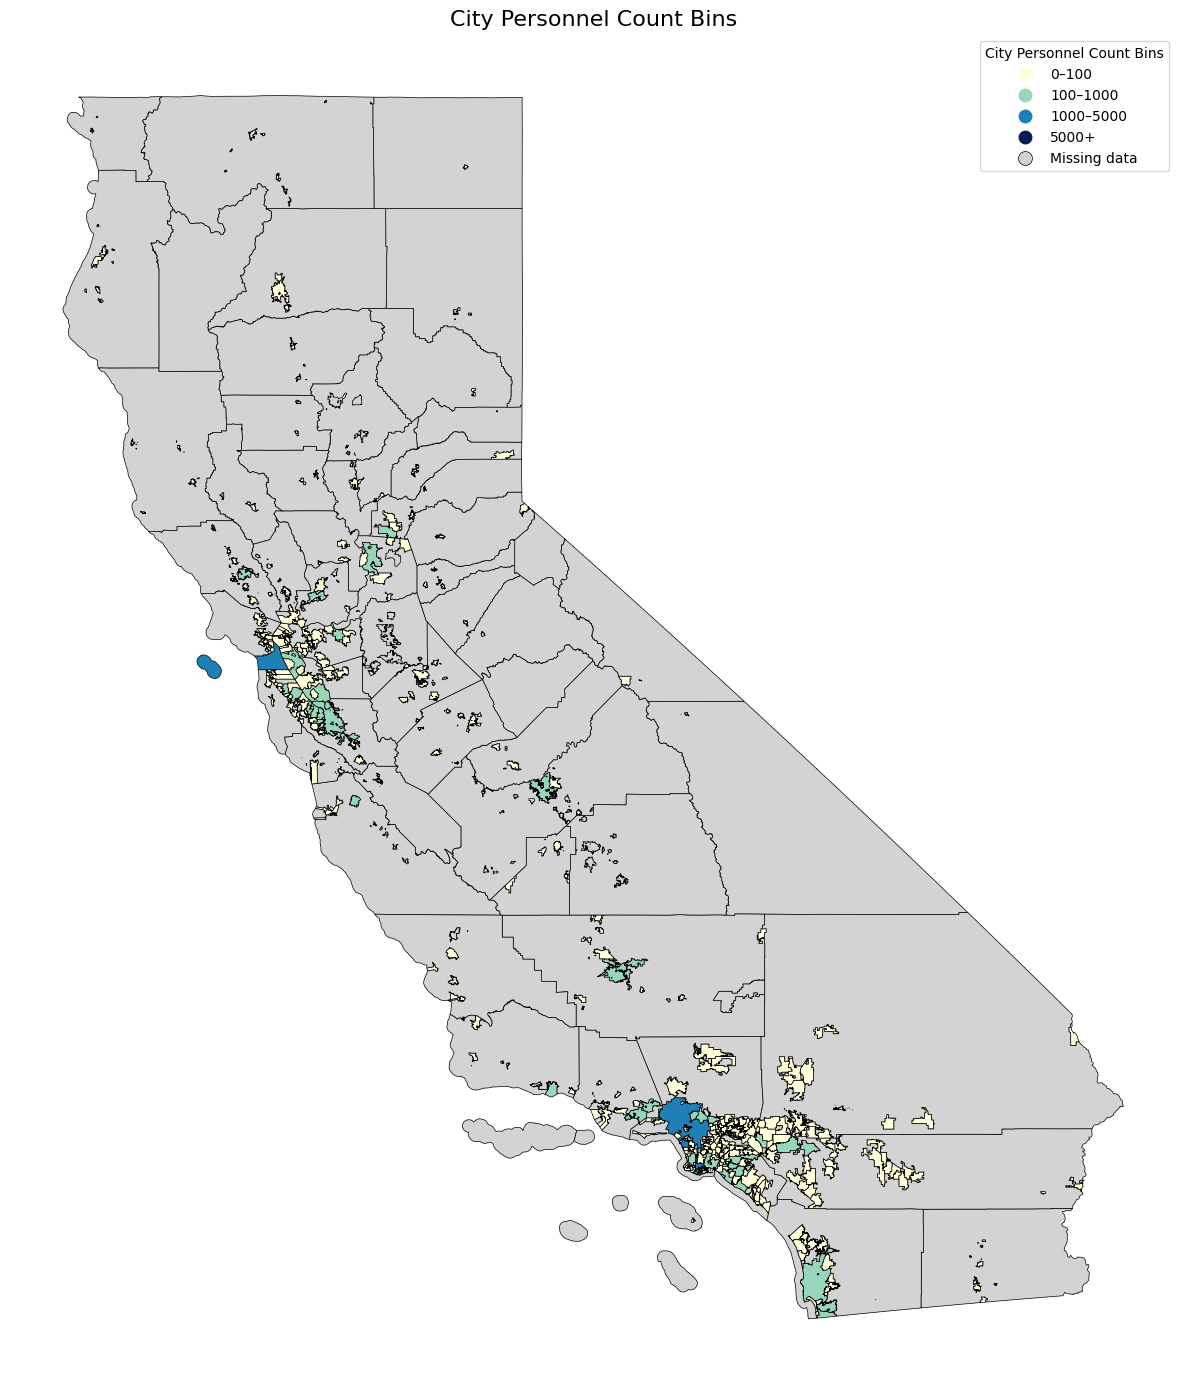 City Personnel Count Bins
City Personnel Count Bins
0–100
100–1000
1000–5000
5000+
Missing data